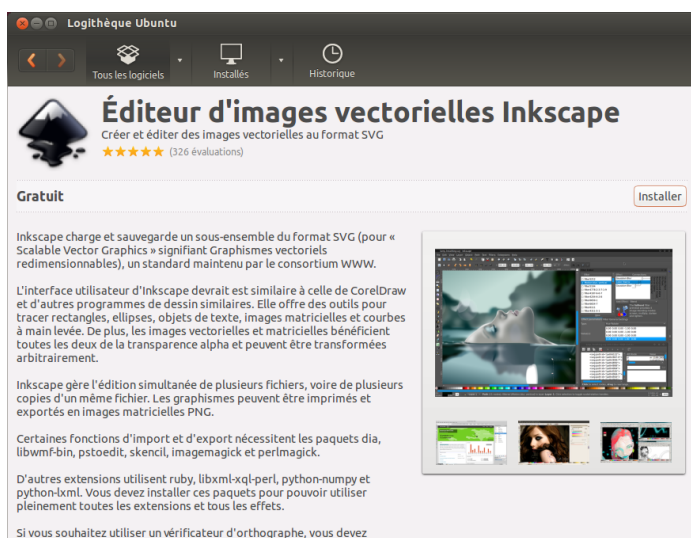 Logithèque Ubuntu
Tous les logiciels
Installés
Historique
Éditeur d'images vectorielles Inkscape
Créer et éditer des images vectorielles au format SVG
(326 évaluations)
Gratuit
Installer
Inkscape charge et sauvegarde un sous-ensemble du format SVG (pour «
Scalable Vector Graphics » signifiant Graphismes vectoriels
redimensionnables), un standard maintenu par le consortium WWW.
L'interface utilisateur d'Inkscape devrait est similaire à celle de CorelDraw
et d'autres programmes de dessin similaires. Elle offre des outils pour
tracer rectangles, ellipses, objets de texte, images matricielles et courbes
à main levée. De plus, les images vectorielles et matricielles bénéficient
toutes les deux de la transparence alpha et peuvent être transformées
arbitrairement.
Inkscape gère l'édition simultanée de plusieurs fichiers, voire de plusieurs
copies d'un même fichier. Les graphismes peuvent être imprimés et
exportés en images matricielles PNG.
Certaines fonctions d'import et d'export nécessitent les paquets dia,
libwmf-bin, pstoedit, skencil, imagemagick et perlmagick.
D'autres extensions utilisent ruby, libxml-xql-perl, python-numpy et
python-lxml. Vous devez installer ces paquets pour pouvoir utiliser
pleinement toutes les extensions et tous les effets.
Si vous souhaitez utiliser un vérificateur d'orthographe, vous devez